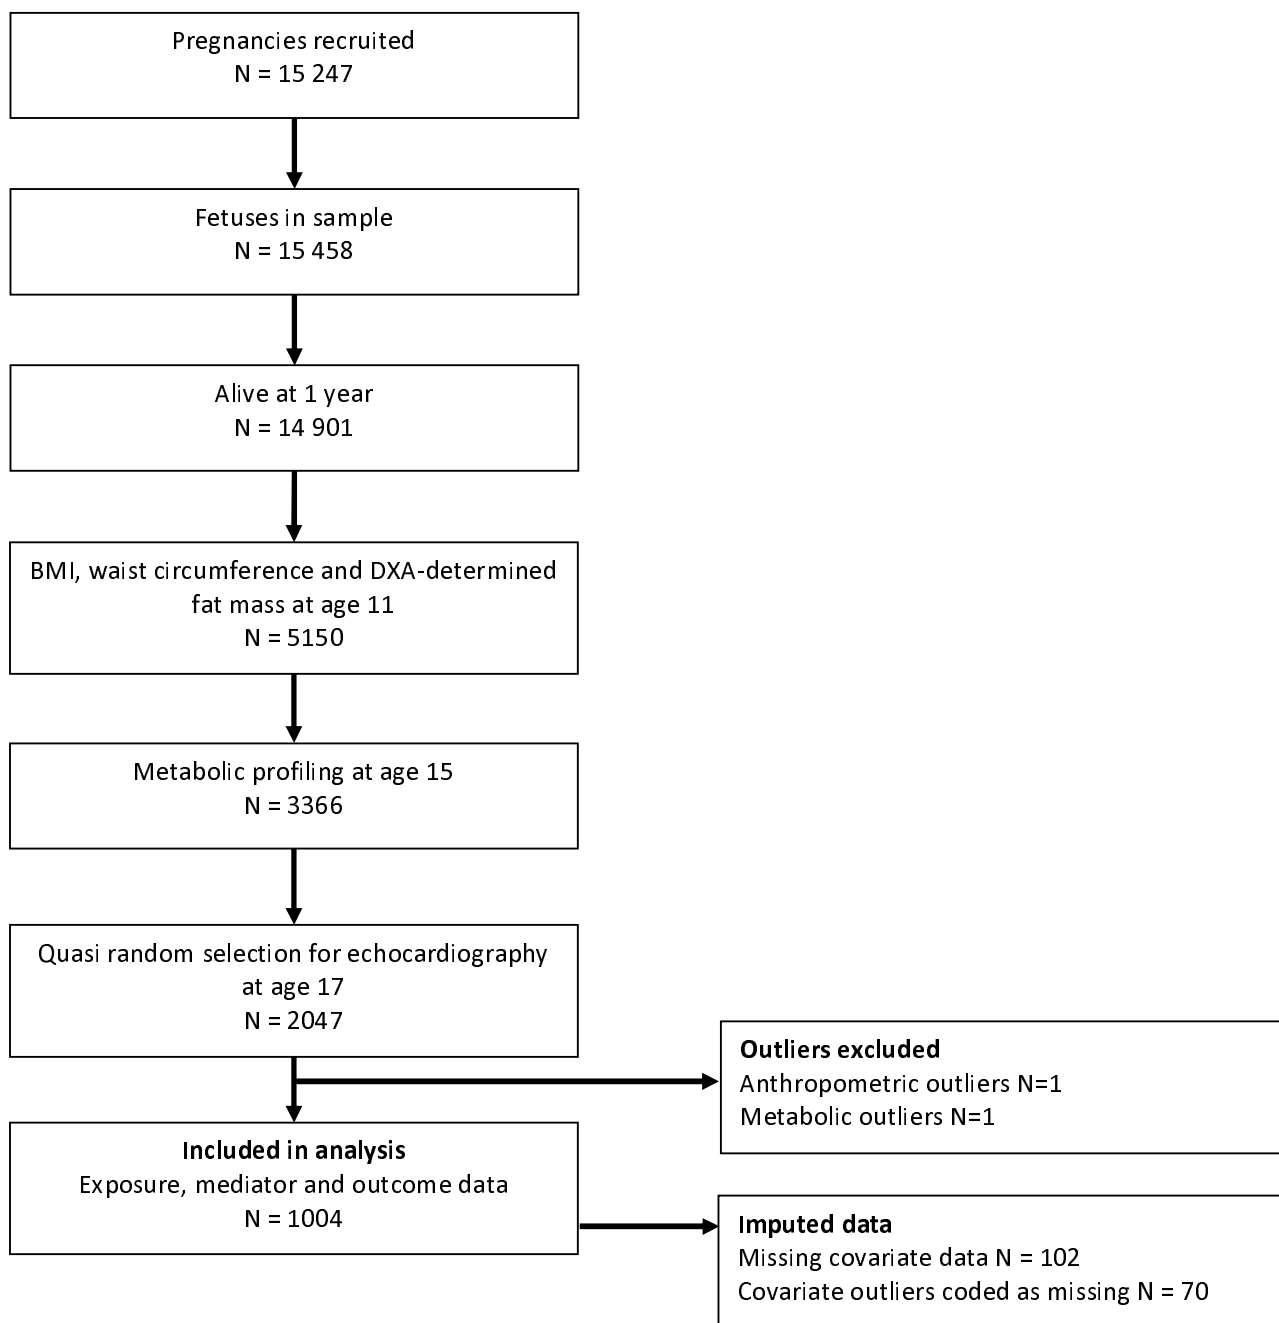 Pregnancies recruited
N = 15 247
Fetuses in sample
N = 15 458
Alive at 1 year
N = 14 901
BMI, waist circumference and DXA-determined
fat mass at age 11
N = 5150
Metabolic profiling at age 15
N = 3366
Quasi random selection for echocardiography
at age 17
N = 2047
Outliers excluded
Anthropometric outliers N=1
Metabolic outliers N=1
Included in analysis
Exposure, mediator and outcome data
N = 1004
Imputed data
Missing covariate data N = 102
Covariate outliers coded as missing N = 70